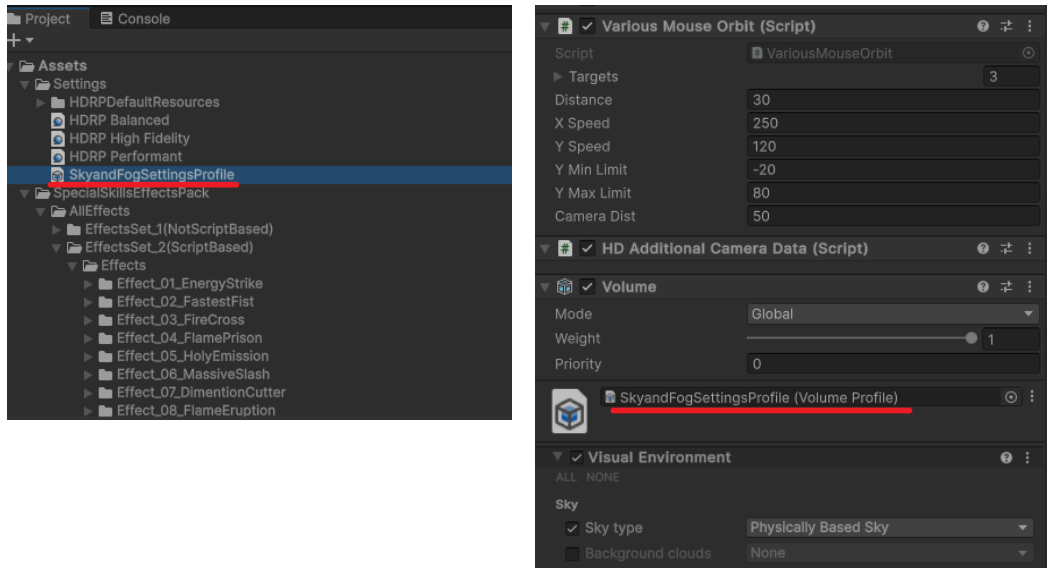 Project
Console
Assets
Settings
HDRPDefaultResources
HDRP Balanced
HDRP High Fidelity
HDRP Performant
SkyandFogSettingsProfile
SpecialSkillsEffectsPack
AllEffects
EffectsSet_1(NotScriptBased)
EffectsSet_2(ScriptBased)
Effects
Effect_01_EnergyStrike
Effect_02_FastestFist
Effect_03_FireCross
Effect_04_FlamePrison
Effect_05_HolyEmission
Effect_06_MassiveSlash
Effect_07_DimentionCutter
Effect_08_FlameEruption
# Various Mouse Orbit (Script)
Script VariousMouseOrbit
Targets 3
Distance 30
X Speed 250
Y Speed 120
Y Min Limit -20
Y Max Limit 80
Camera Dist 50
# HD Additional Camera Data (Script)
Volume
Mode Global
Weight 1
Priority 0
SkyandFogSettingsProfile (Volume Profile)
Visual Environment
ALL NONE
Sky
Sky type Physically Based Sky
Background clouds None